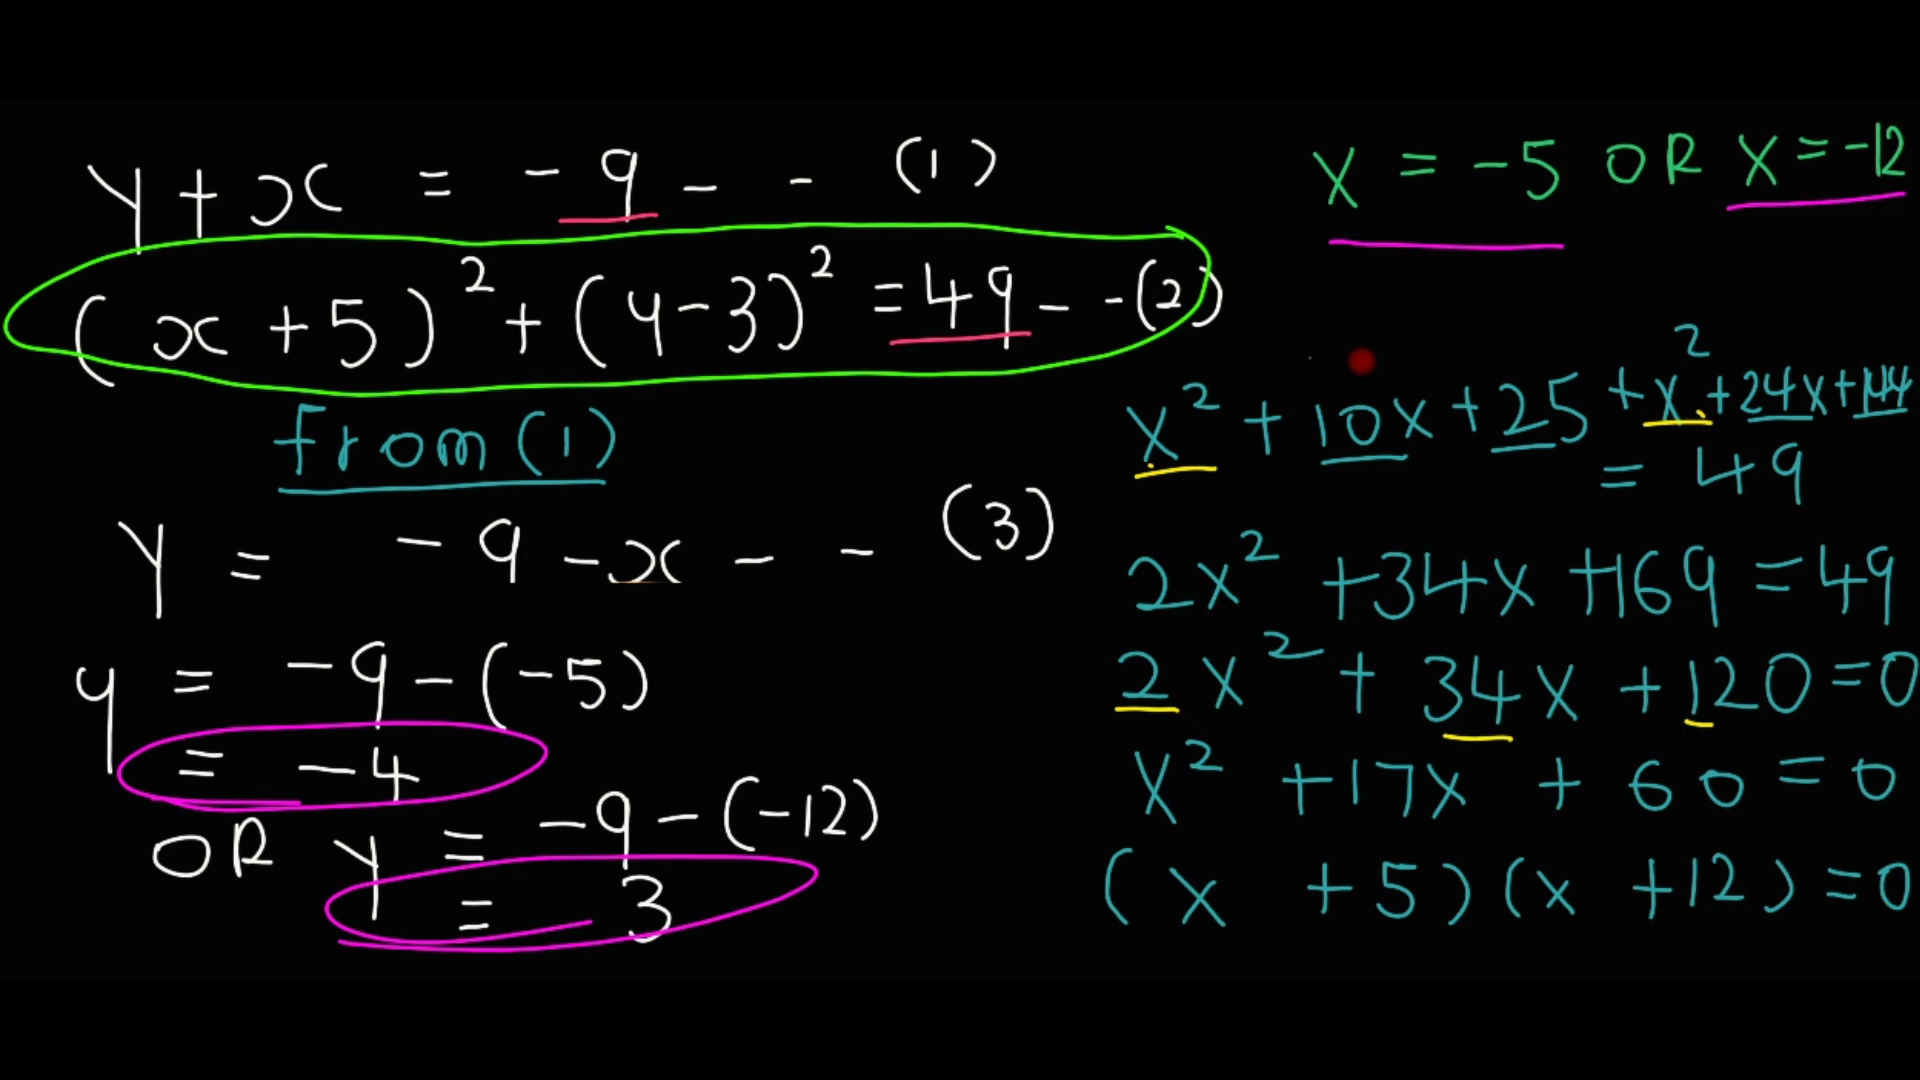 y + x = -9 - - (1)
(x + 5)² + (y - 3)² = 49 - - (2)
from (1)
y = -9 - x - - (3)
y = -9 - (-5)
= -4
OR y = -9 - (-12)
= 3
x = -5 OR x = -12
x² + 10x + 25 + x² + 24x + 144
= 49
2x² + 34x + 169 = 49
2x² + 34x + 120 = 0
x² + 17x + 60 = 0
(x + 5)(x + 12) = 0